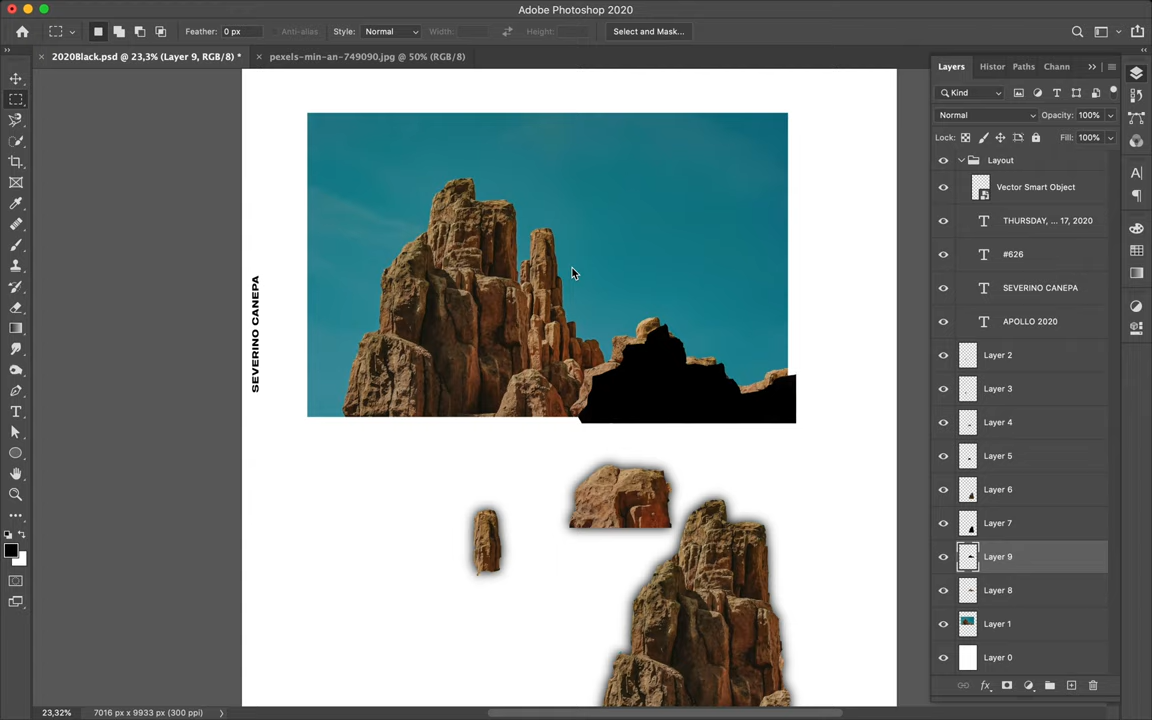 Adobe Photoshop 2020
Feather: 0 px
Anti-alias
Style: Normal
Width:
Height:
Select and Mask...
2020Black.psd @ 23,3% (Layer 9, RGB/8) *
pexels-min-an-749090.jpg @ 50% (RGB/8)
Layers
Histor
Paths
Chann
Kind
Normal
Opacity: 100%
Lock:
Fill: 100%
Layout
Vector Smart Object
THURSDAY, ... 17, 2020
#626
SEVERINO CANEPA
APOLLO 2020
Layer 2
Layer 3
Layer 4
Layer 5
Layer 6
Layer 7
Layer 9
Layer 8
Layer 1
Layer 0
SEVERINO CANEPA
23,32%
7016 px x 9933 px (300 ppi)